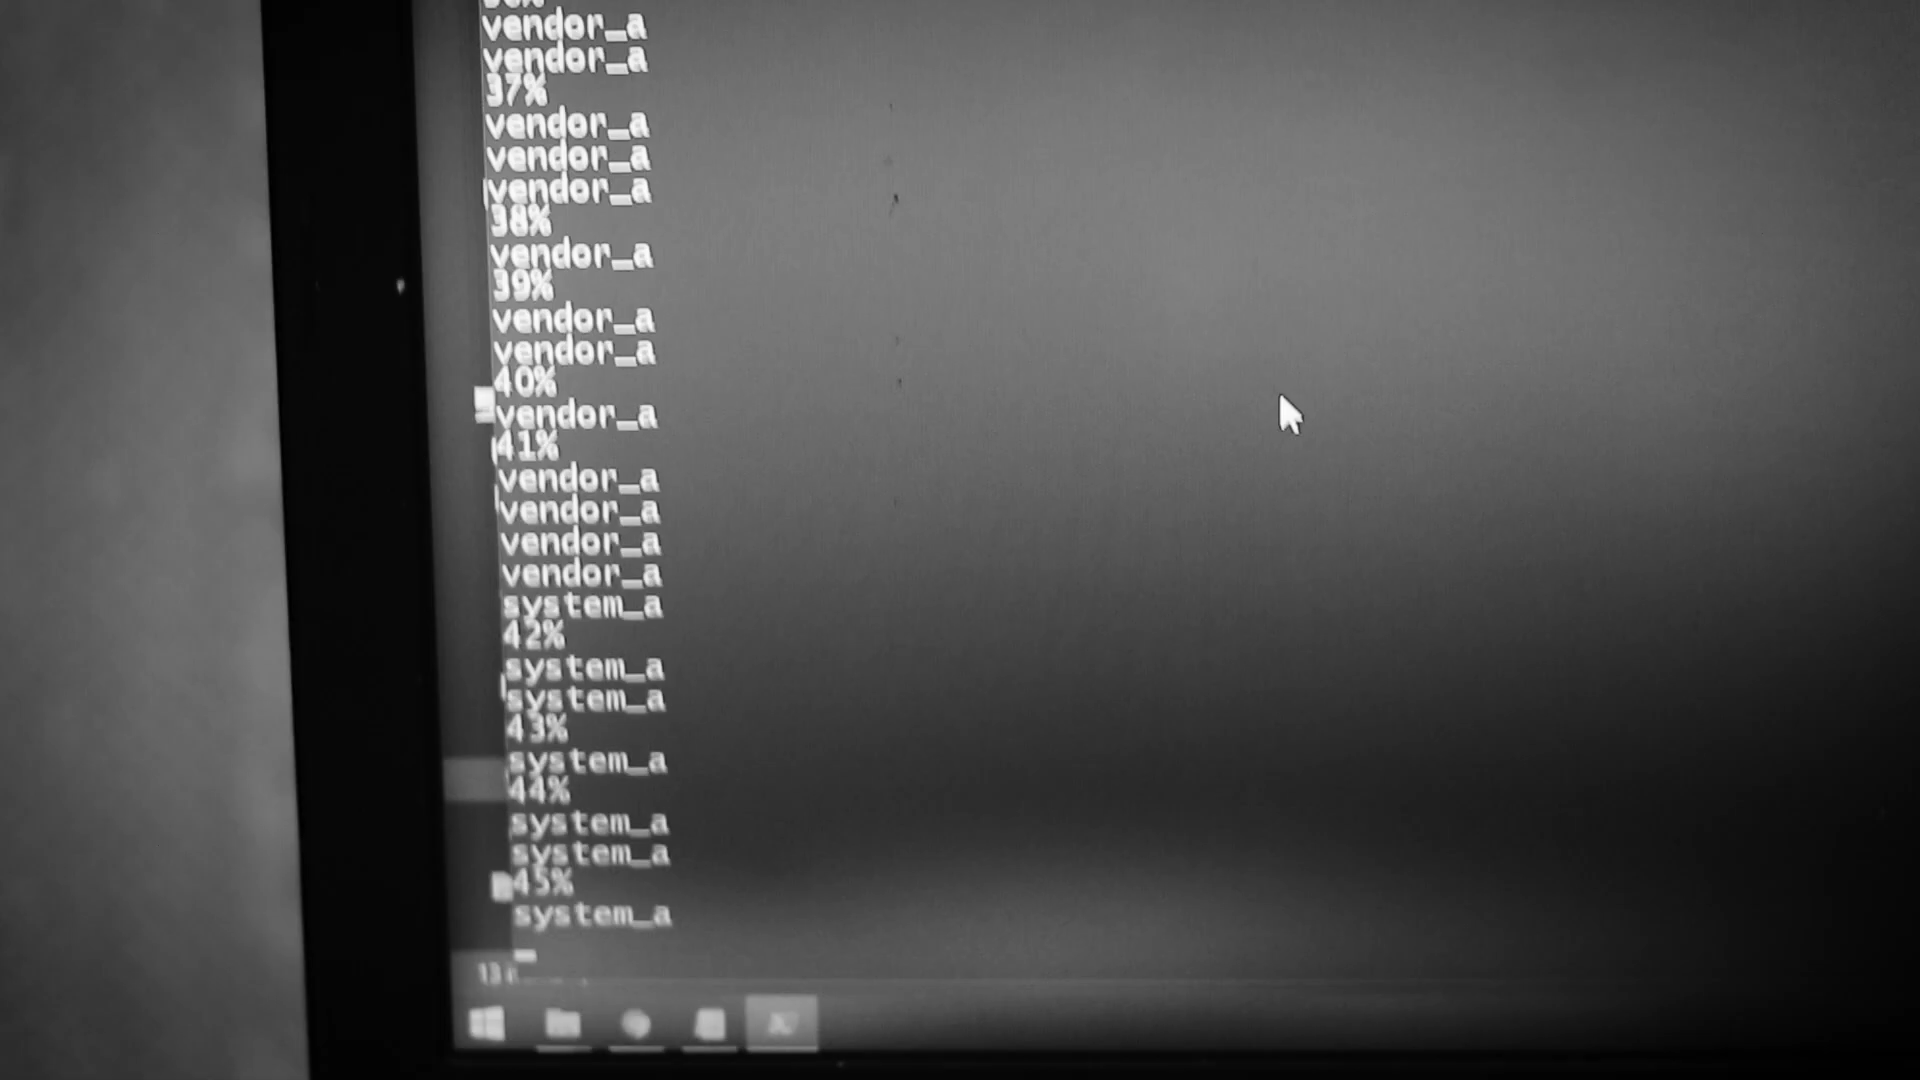 vendor_a
vendor_a
37%
vendor_a
vendor_a
vendor_a
38%
vendor_a
39%
vendor_a
vendor_a
40%
vendor_a
41%
vendor_a
vendor_a
vendor_a
vendor_a
system_a
42%
system_a
system_a
43%
system_a
44%
system_a
system_a
45%
system_a